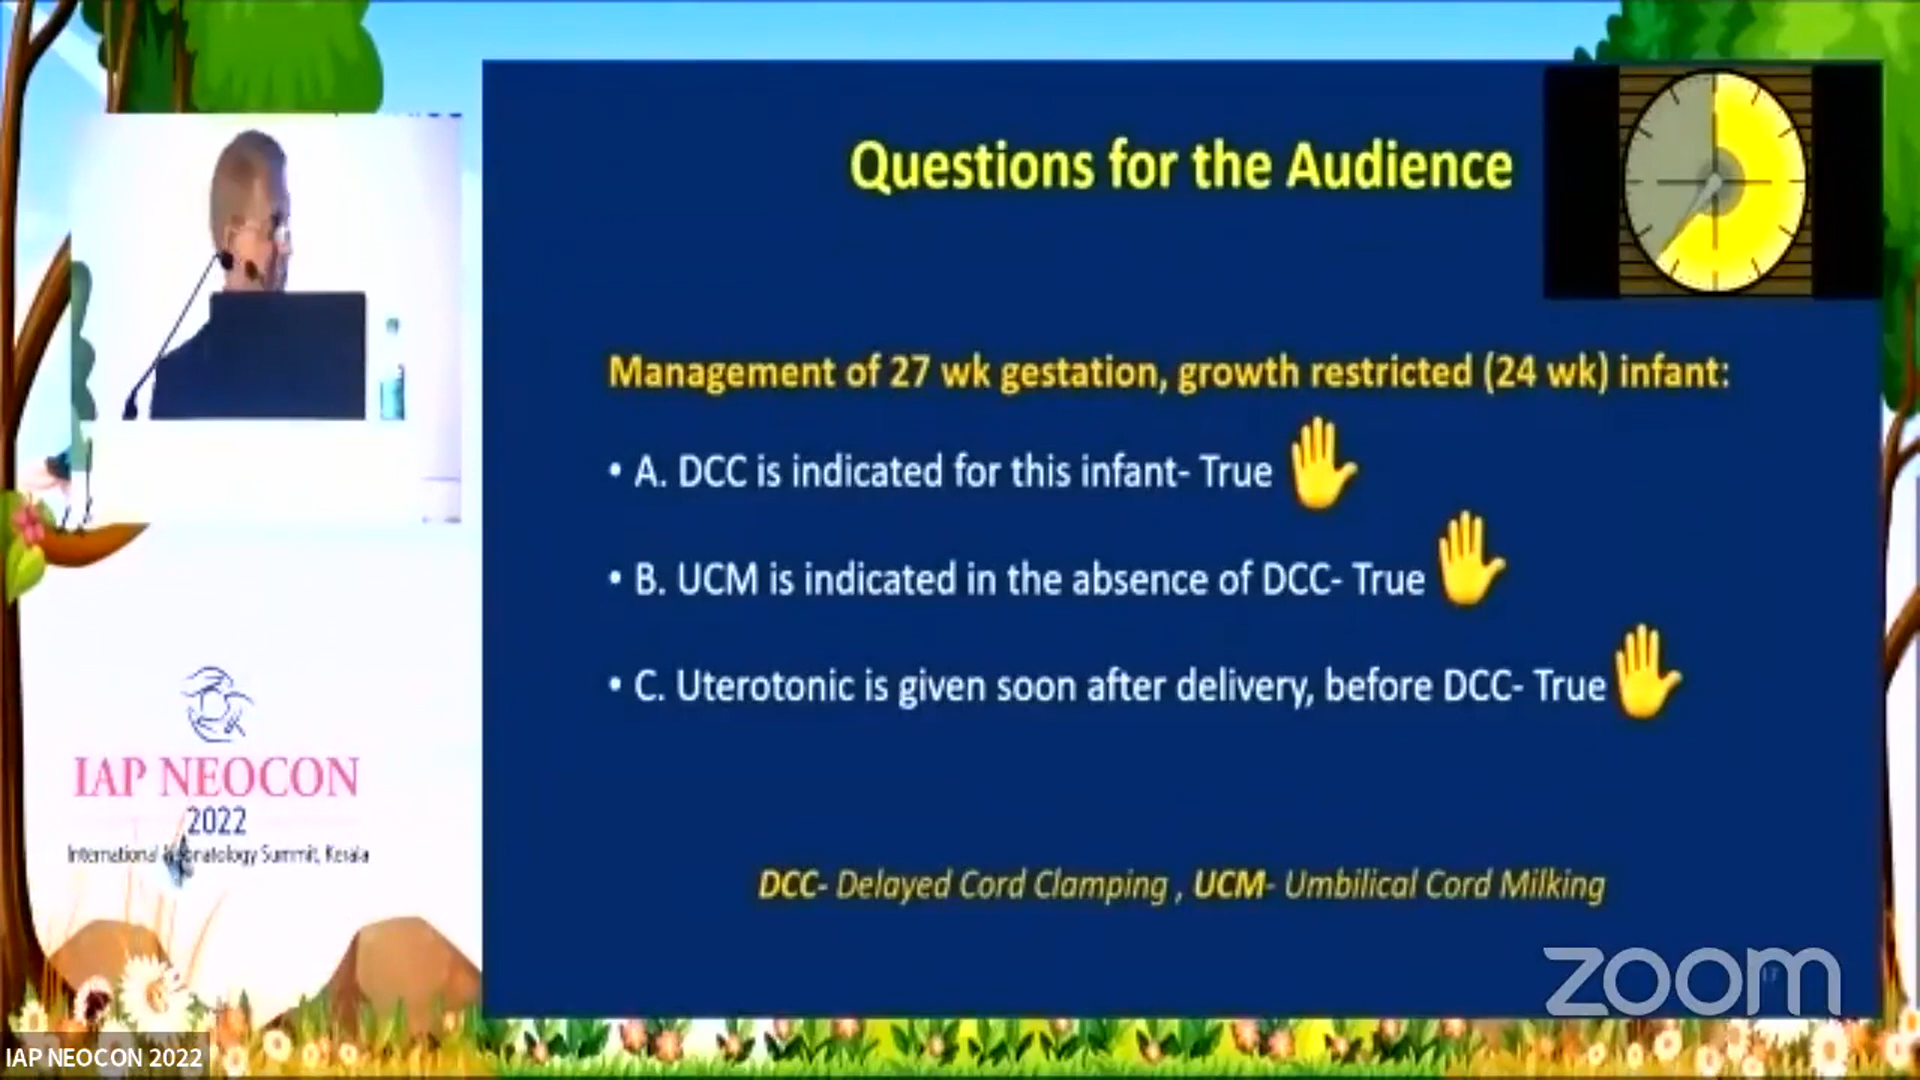 Questions for the Audience
Management of 27 wk gestation, growth restricted (24 wk) infant:
• A. DCC is indicated for this infant- True
• B. UCM is indicated in the absence of DCC- True
• C. Uterotonic is given soon after delivery, before DCC- True
DCC- Delayed Cord Clamping , UCM- Umbilical Cord Milking
17
zoom
IAP NEOCON
2022
International Neonatology Summit, Kerala
IAP NEOCON 2022